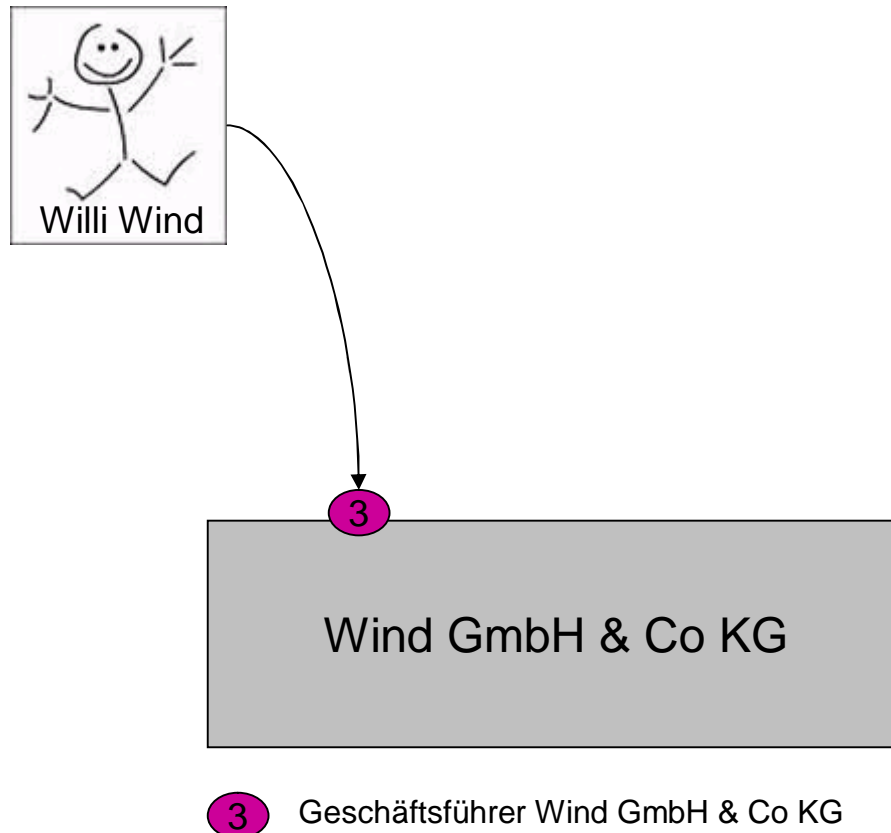 Willi Wind
3
Wind GmbH & Co KG
3 Geschäftsführer Wind GmbH & Co KG